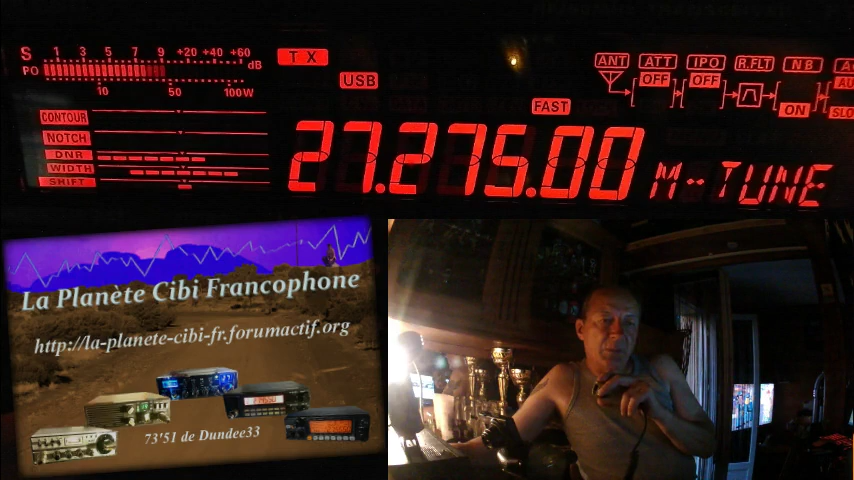 S 1 3 5 7 9 +20 +40 +60 dB
PO 10 50 100W
TX
USB
FAST
ANT ATT IPO R.FLT NB
OFF OFF
ON
CONTOUR
NOTCH
DNR
WIDTH
SHIFT
27.275.00 M-TUNE
La Planète Cibi Francophone
http://la-planete-cibi-fr.forumactif.org
73'51 de Dundee33